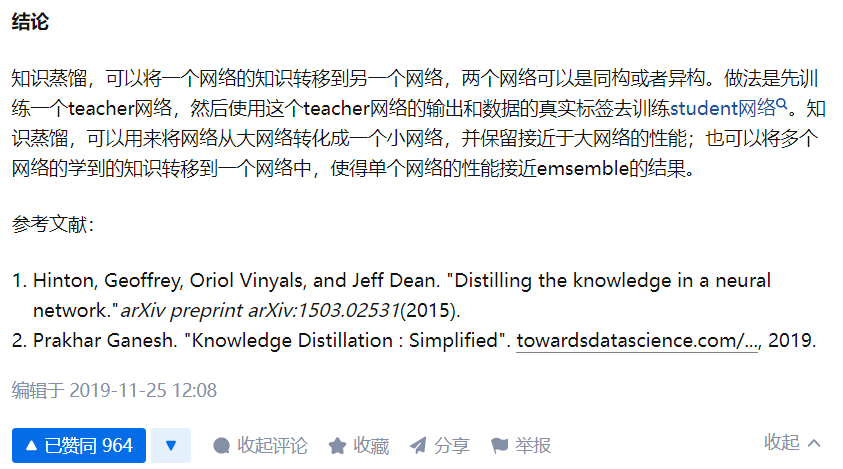 结论
知识蒸馏，可以将一个网络的知识转移到另一个网络，两个网络可以是同构或者异构。做法是先训
练一个teacher网络，然后使用这个teacher网络的输出和数据的真实标签去训练student网络。知
识蒸馏，可以用来将网络从大网络转化成一个小网络，并保留接近于大网络的性能；也可以将多个
网络的学到的知识转移到一个网络中，使得单个网络的性能接近emsemble的结果。
参考文献：
1. Hinton, Geoffrey, Oriol Vinyals, and Jeff Dean. "Distilling the knowledge in a neural
network."arXiv preprint arXiv:1503.02531(2015).
2. Prakhar Ganesh. "Knowledge Distillation : Simplified". towardsdatascience.com/..., 2019.
编辑于 2019-11-25 12:08
已赞同 964 收起评论 收藏 分享 举报 收起